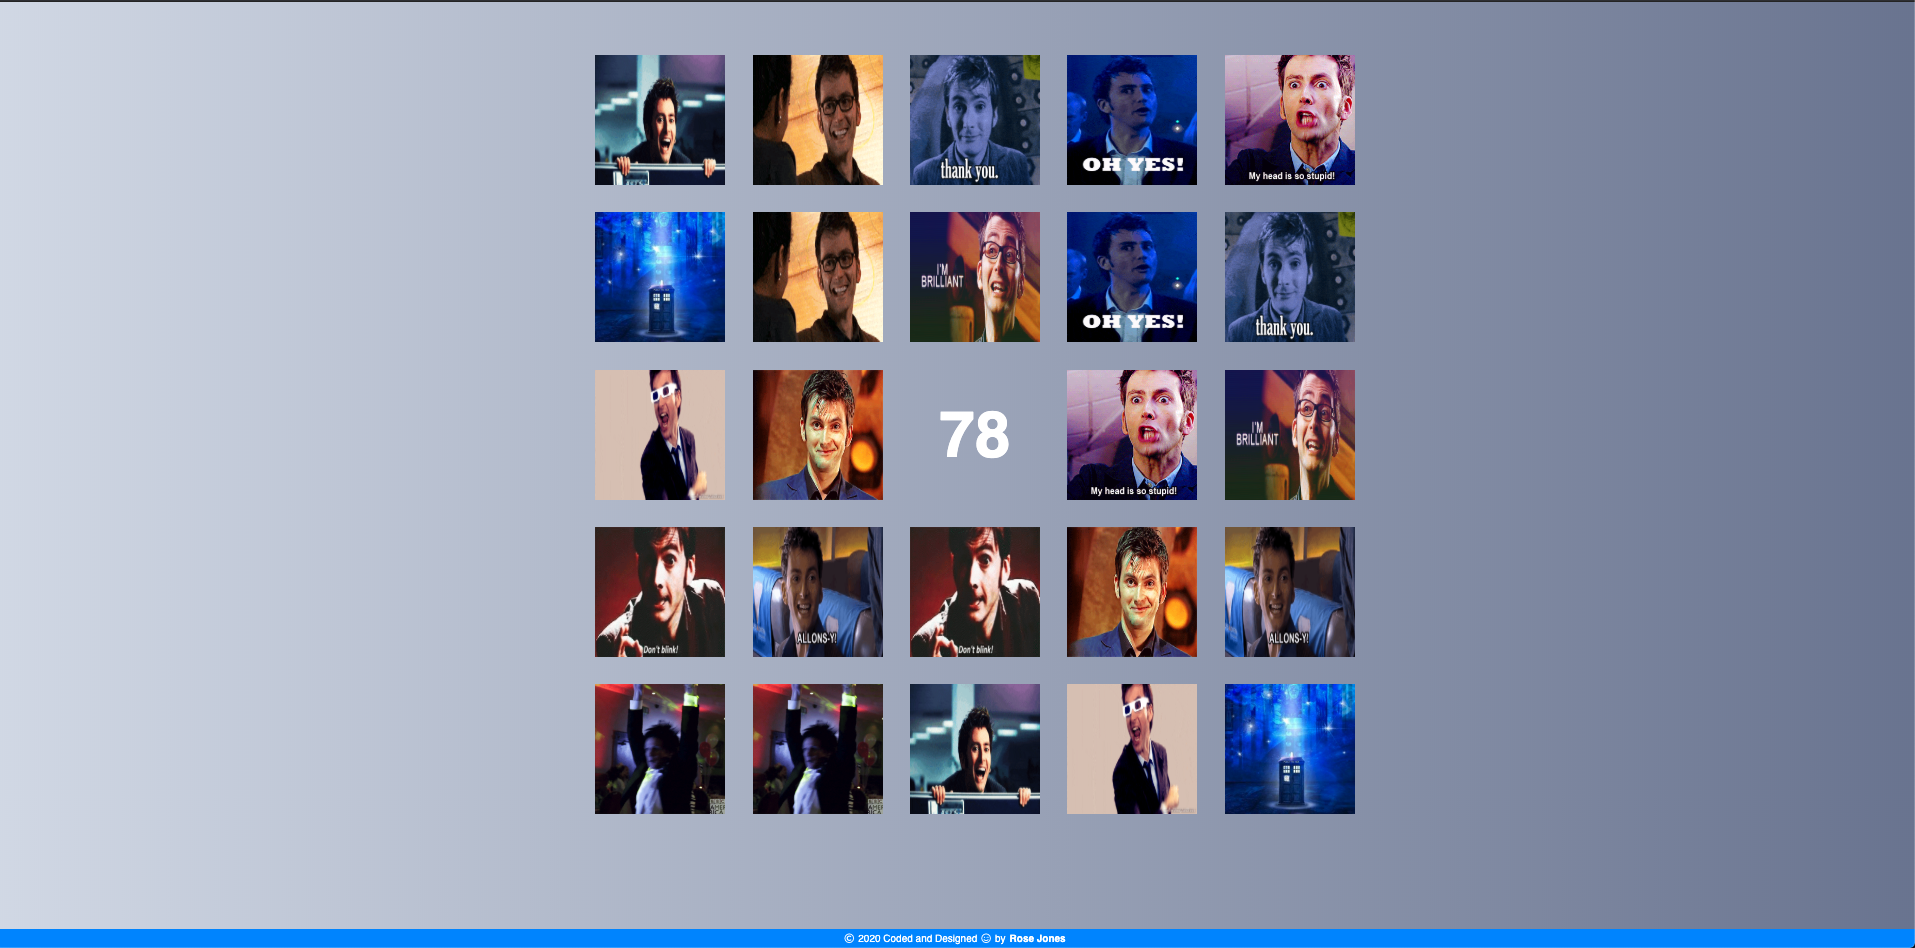 thank you.
OH YES!
My head is so stupid!
I'M
BRILLIANT
OH YES!
thank you.
78
My head is so stupid!
I'M
BRILLIANT
Don't blink!
ALLONS-Y!
Don't blink!
ALLONS-Y!
© 2020 Coded and Designed ☺ by Rose Jones